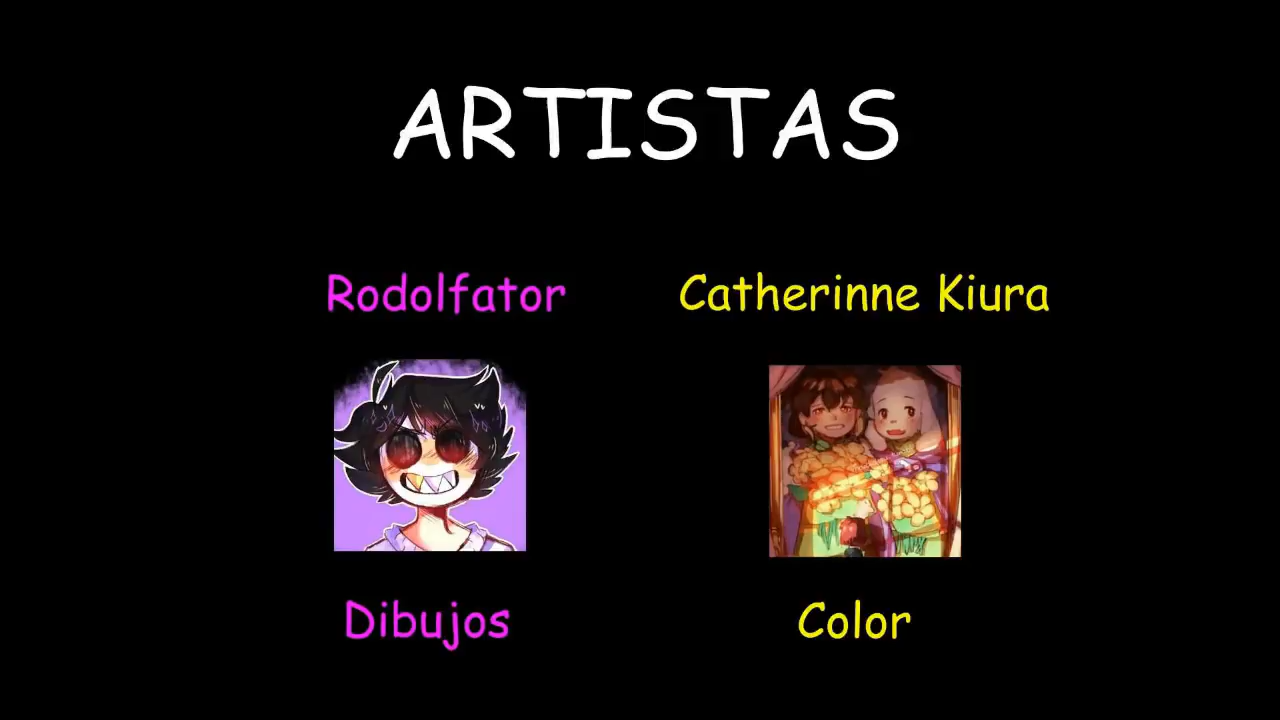 ARTISTAS
Rodolfator
Catherinne Kiura
Dibujos
Color